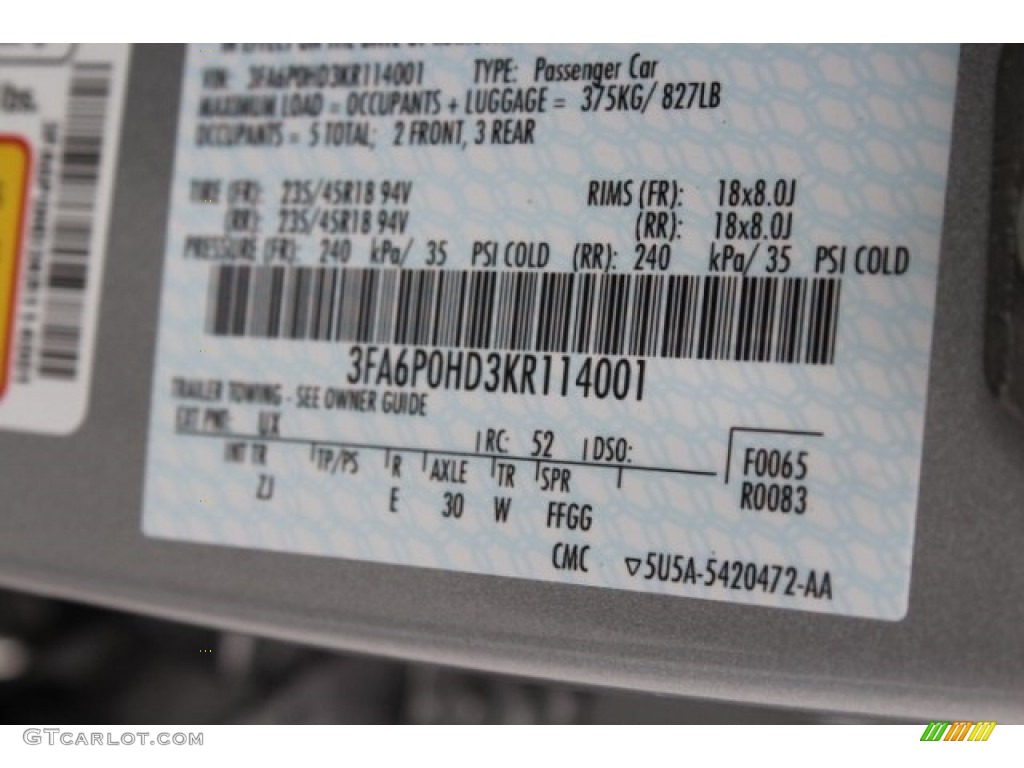 lbs.
VIN: 3FA6P0HD3KR114001 TYPE: Passenger Car
MAXIMUM LOAD = OCCUPANTS + LUGGAGE = 375KG/ 827LB
OCCUPANTS = 5 TOTAL; 2 FRONT, 3 REAR
TIRE (FR): 235/45R18 94V RIMS (FR): 18x8.0J
(RR): 235/45R18 94V (RR): 18x8.0J
PRESSURE (FR): 240 kPa/ 35 PSI COLD (RR): 240 kPa/ 35 PSI COLD
3FA6P0HD3KR114001
TRAILER TOWING - SEE OWNER GUIDE
EXT PNT: UX RC: 52 DSO:
INT TR TP/PS R AXLE TR SPR F0065
ZJ E 30 W FFGG R0083
CMC ▽5U5A-5420472-AA
GTCARLOT.COM